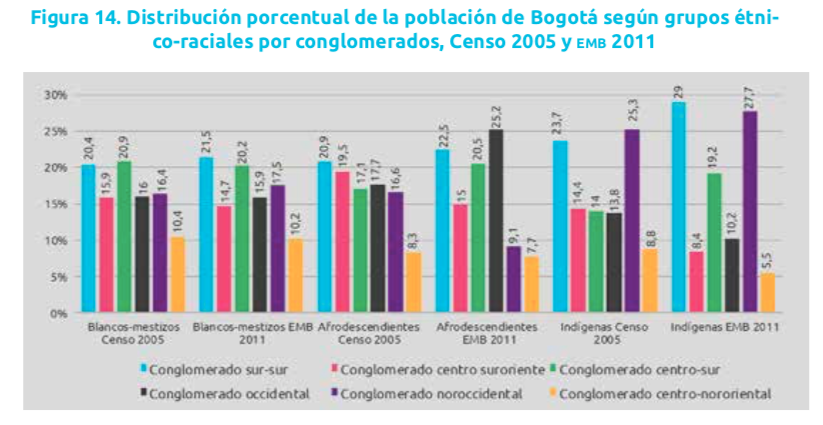 Figura 14. Distribución porcentual de la población de Bogotá según grupos étni-
co-raciales por conglomerados, Censo 2005 y EMB 2011
30%
25%
20%
15%
10%
5%
0%
20,4
15,9
20,9
16
16,4
10,4
21,5
14,7
20,2
15,9
17,5
10,2
20,9
19,5
17,1
17,7
16,6
8,3
22,5
15
20,5
25,2
9,1
7,7
23,7
14,4
14
13,8
25,3
8,8
29
8,4
19,2
10,2
27,7
5,5
Blancos-mestizos
Censo 2005
Blancos-mestizos EMB
2011
Afrodescendientes
Censo 2005
Afrodescendientes
EMB 2011
Indígenas Censo
2005
Indígenas EMB 2011
Conglomerado sur-sur
Conglomerado centro suroriente
Conglomerado centro-sur
Conglomerado occidental
Conglomerado noroccidental
Conglomerado centro-nororiental